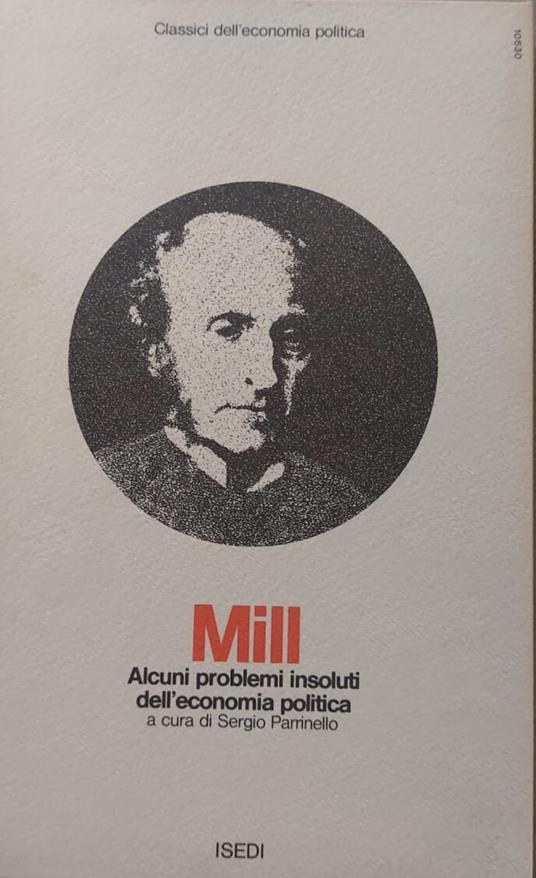 Classici dell'economia politica
10630
Mill
Alcuni problemi insoluti
dell'economia politica
a cura di Sergio Parrinello
ISEDI